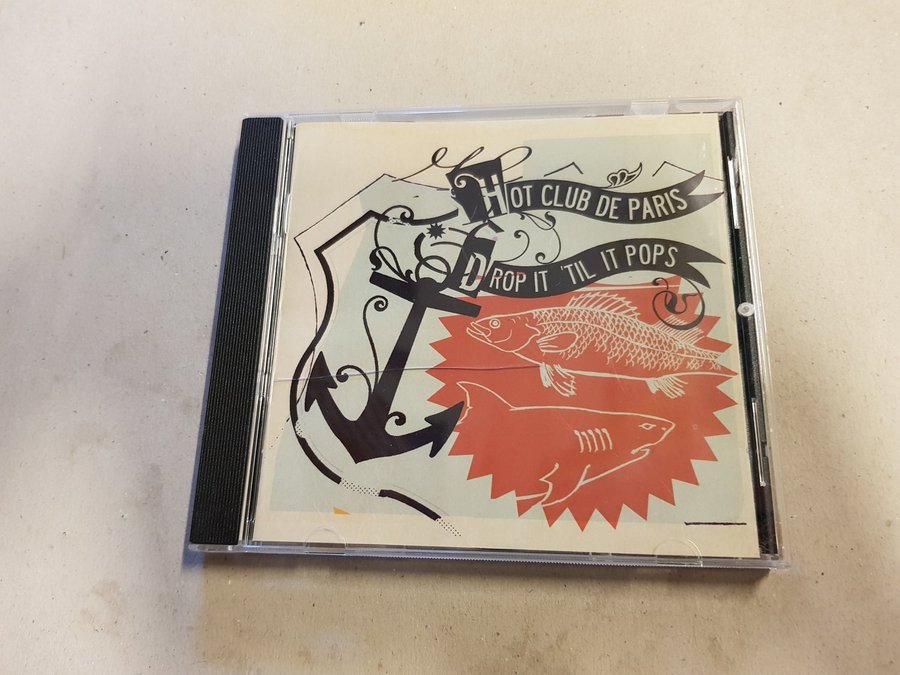 HOT CLUB DE PARIS
DROP IT 'TIL IT POPS